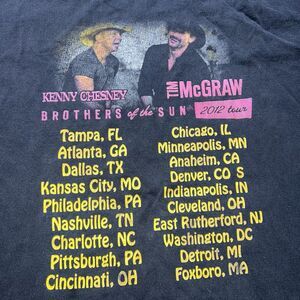 KENNY CHESNEY
TIM McGRAW
BROTHERS of the SUN 2012 tour
Tampa, FL
Atlanta, GA
Dallas, TX
Kansas City, MO
Philadelphia, PA
Nashville, TN
Charlotte, NC
Pittsburgh, PA
Cincinnati, OH
Chicago, IL
Minneapolis, MN
Anaheim, CA
Denver, CO S
Indianapolis, IN
Cleveland, OH
East Rutherford, NJ
Washington, DC
Detroit, MI
Foxboro, MA